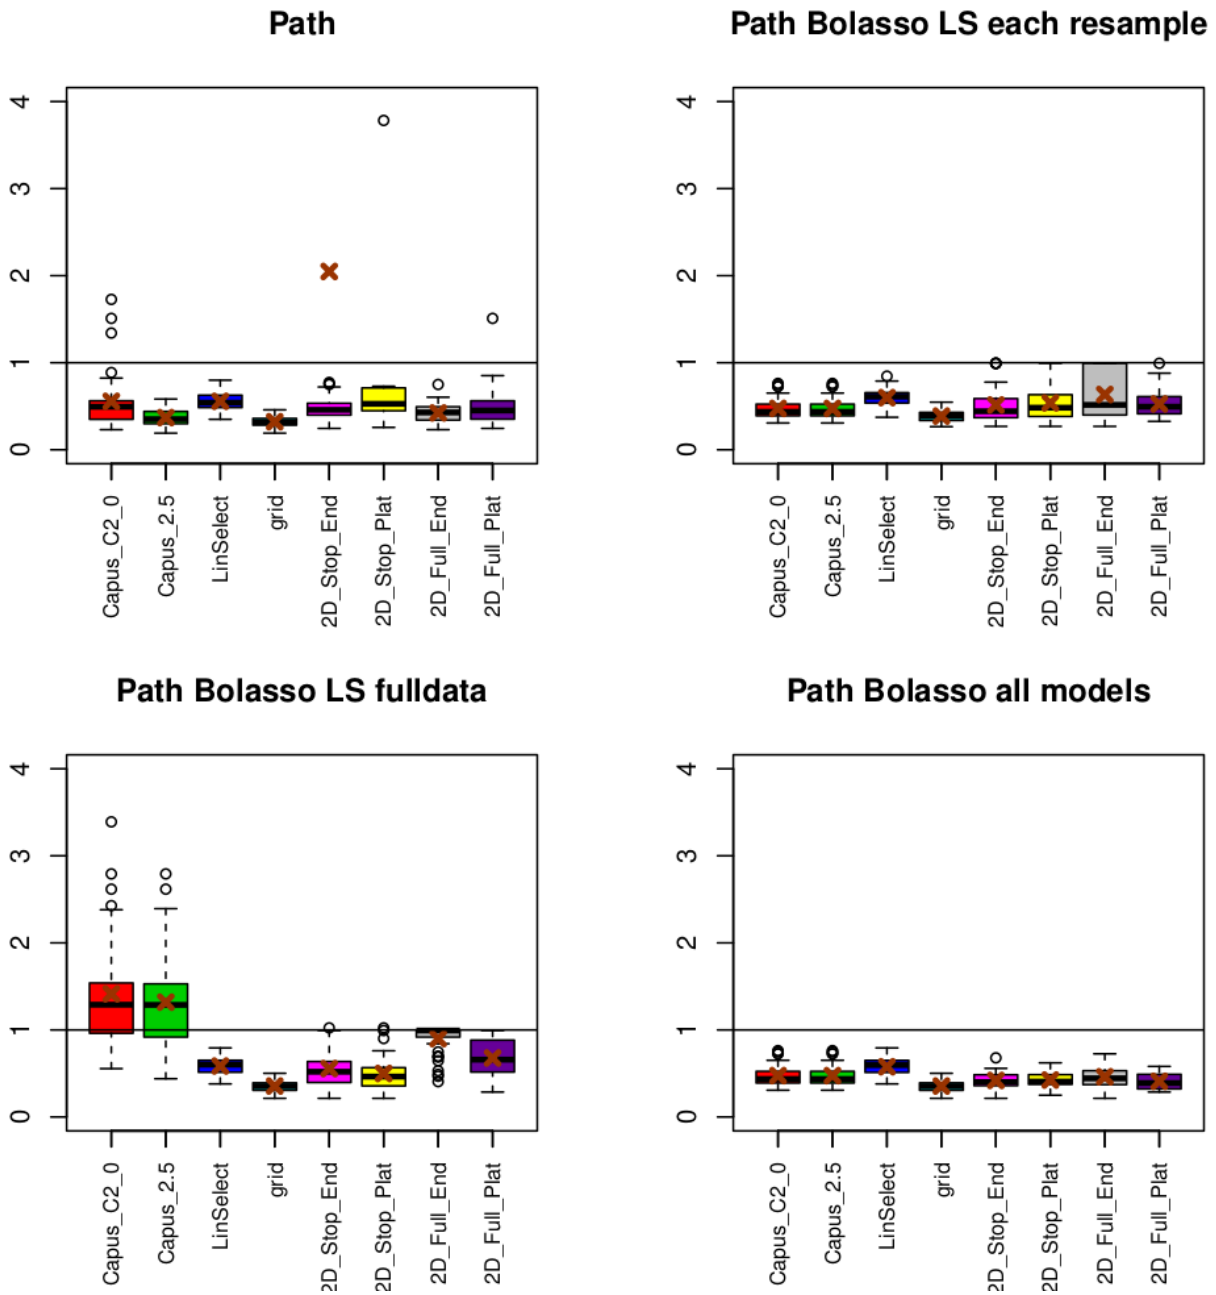 Path
Path Bolasso LS each resample
4
3
2
1
0
Capus_C2_0
Capus_2.5
LinSelect
grid
2D_Stop_End
2D_Stop_Plat
2D_Full_End
2D_Full_Plat
4
3
2
1
0
Capus_C2_0
Capus_2.5
LinSelect
grid
2D_Stop_End
2D_Stop_Plat
2D_Full_End
2D_Full_Plat
Path Bolasso LS fulldata
Path Bolasso all models
4
3
2
1
0
Capus_C2_0
Capus_2.5
LinSelect
grid
2D_Stop_End
2D_Stop_Plat
2D_Full_End
2D_Full_Plat
4
3
2
1
0
Capus_C2_0
Capus_2.5
LinSelect
grid
2D_Stop_End
2D_Stop_Plat
2D_Full_End
2D_Full_Plat